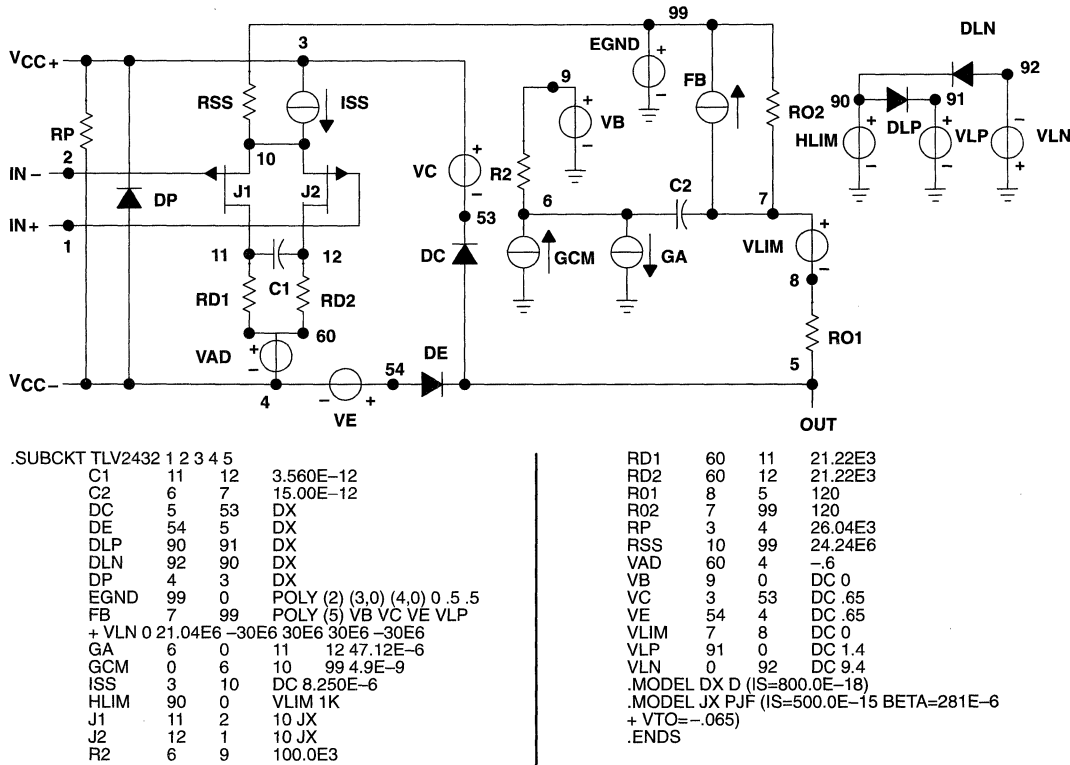 99
DLN
3
VCC+
EGND
+
92
9
FB
RSS
ISS
+
90
91
RP
VB
RO2
HLIM
DLP
VLP
VLN
2
10
IN –
J1
J2
VC
R2
DP
6
C2
7
IN+
53
1
11
12
DC
GCM
GA
VLIM
C1
8
RD1
RD2
60
RO1
VAD
DE
5
54
VCC–
4
VE
OUT
.SUBCKT TLV2432 1 2 3 4 5
C1 11 12 3.560E–12
C2 6 7 15.00E–12
DC 5 53 DX
DE 54 5 DX
DLP 90 91 DX
DLN 92 90 DX
DP 4 3 DX
EGND 99 0 POLY (2) (3,0) (4,0) 0 .5 .5
FB 7 99 POLY (5) VB VC VE VLP
+ VLN 0 21.04E6 –30E6 30E6 30E6 –30E6
GA 6 0 11 12 47.12E–6
GCM 0 6 10 99 4.9E–9
ISS 3 10 DC 8.250E–6
HLIM 90 0 VLIM 1K
J1 11 2 10 JX
J2 12 1 10 JX
R2 6 9 100.0E3
RD1 60 11 21.22E3
RD2 60 12 21.22E3
R01 8 5 120
R02 7 99 120
RP 3 4 26.04E3
RSS 10 99 24.24E6
VAD 60 4 –.6
VB 9 0 DC 0
VC 3 53 DC .65
VE 54 4 DC .65
VLIM 7 8 DC 0
VLP 91 0 DC 1.4
VLN 0 92 DC 9.4
.MODEL DX D (IS=800.0E–18)
.MODEL JX PJF (IS=500.0E–15 BETA=281E–6
+ VTO=–.065)
.ENDS